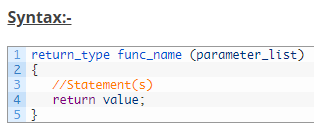 Syntax:-
1 return_type func_name (parameter_list)
2 {
3 //Statement(s)
4 return value;
5 }